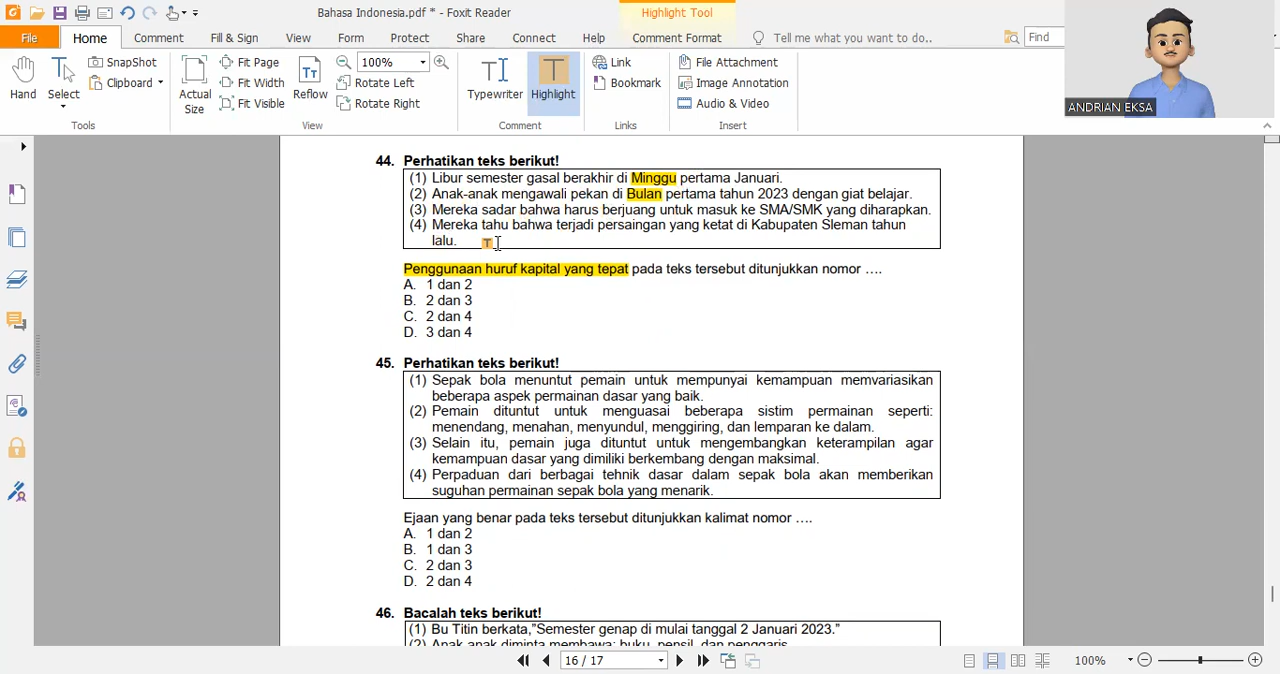 Bahasa Indonesia.pdf * - Foxit Reader
Highlight Tool
File Home Comment Fill & Sign View Form Protect Share Connect Help Comment Format Tell me what you want to do.. Find
Hand
Select
SnapShot
Clipboard
Tools
Actual Size
Fit Page
Fit Width
Fit Visible
Reflow
100%
Rotate Left
Rotate Right
View
Typewriter
Highlight
Comment
Link
Bookmark
Links
File Attachment
Image Annotation
Audio & Video
Insert
ANDRIAN EKSA
44. Perhatikan teks berikut!
(1) Libur semester gasal berakhir di Minggu pertama Januari.
(2) Anak-anak mengawali pekan di Bulan pertama tahun 2023 dengan giat belajar.
(3) Mereka sadar bahwa harus berjuang untuk masuk ke SMA/SMK yang diharapkan.
(4) Mereka tahu bahwa terjadi persaingan yang ketat di Kabupaten Sleman tahun
lalu.
Penggunaan huruf kapital yang tepat pada teks tersebut ditunjukkan nomor ….
A. 1 dan 2
B. 2 dan 3
C. 2 dan 4
D. 3 dan 4
45. Perhatikan teks berikut!
(1) Sepak bola menuntut pemain untuk mempunyai kemampuan memvariasikan
beberapa aspek permainan dasar yang baik.
(2) Pemain dituntut untuk menguasai beberapa sistim permainan seperti:
menendang, menahan, menyundul, menggiring, dan lemparan ke dalam.
(3) Selain itu, pemain juga dituntut untuk mengembangkan keterampilan agar
kemampuan dasar yang dimiliki berkembang dengan maksimal.
(4) Perpaduan dari berbagai tehnik dasar dalam sepak bola akan memberikan
suguhan permainan sepak bola yang menarik.
Ejaan yang benar pada teks tersebut ditunjukkan kalimat nomor ….
A. 1 dan 2
B. 1 dan 3
C. 2 dan 3
D. 2 dan 4
46. Bacalah teks berikut!
(1) Bu Titin berkata,"Semester genap di mulai tanggal 2 Januari 2023."
(2) Anak anak diminta membawa: buku, pensil, dan penggaris.
16 / 17
100%